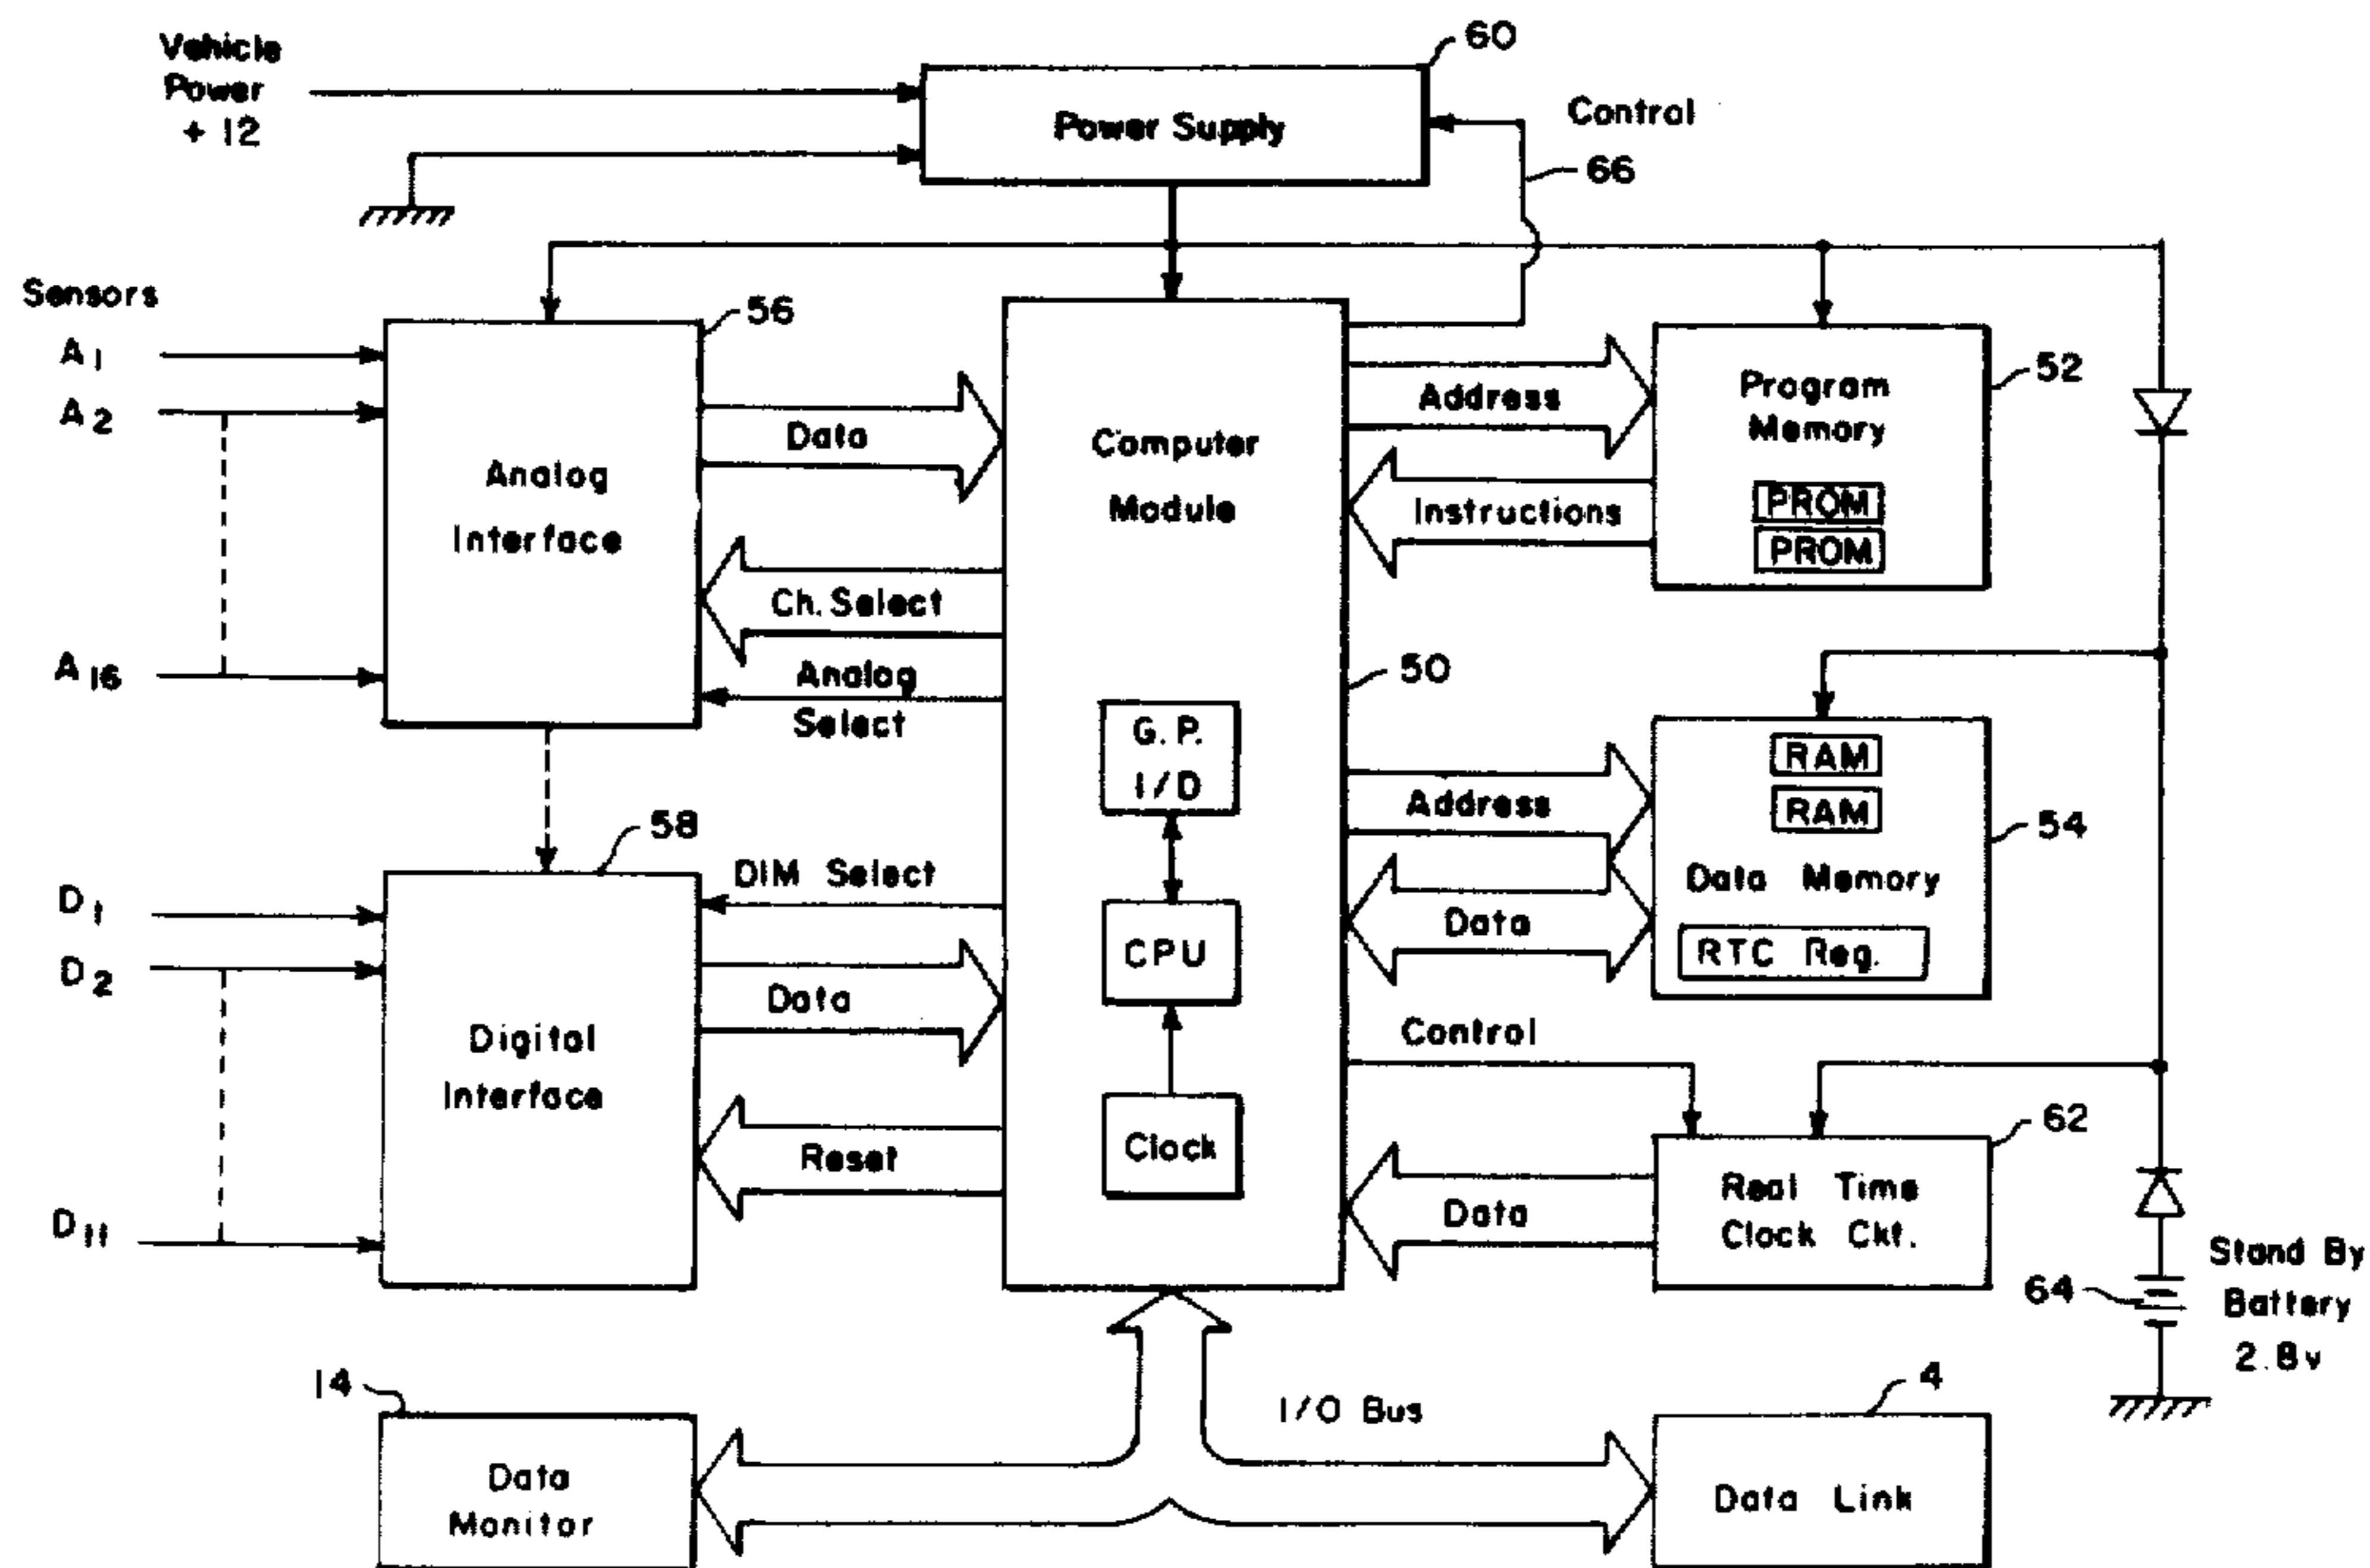 Vehicle
Power
+ 12
60
Power Supply
Control
66
Sensors
A1
A2
A16
56
Analog
Interface
Data
Ch. Select
Analog
Select
Computer
Module
50
G. P.
I/D
CPU
Clock
Address
Instructions
52
Program
Memory
PROM
PROM
Address
Data
54
RAM
RAM
Data Memory
RTC Reg.
58
D1
D2
D11
Digital
Interface
DIM Select
Data
Reset
Control
Data
62
Real Time
Clock Ckt.
64
Stand By
Battery
2.8v
14
Data
Monitor
I/O Bus
4
Data Link